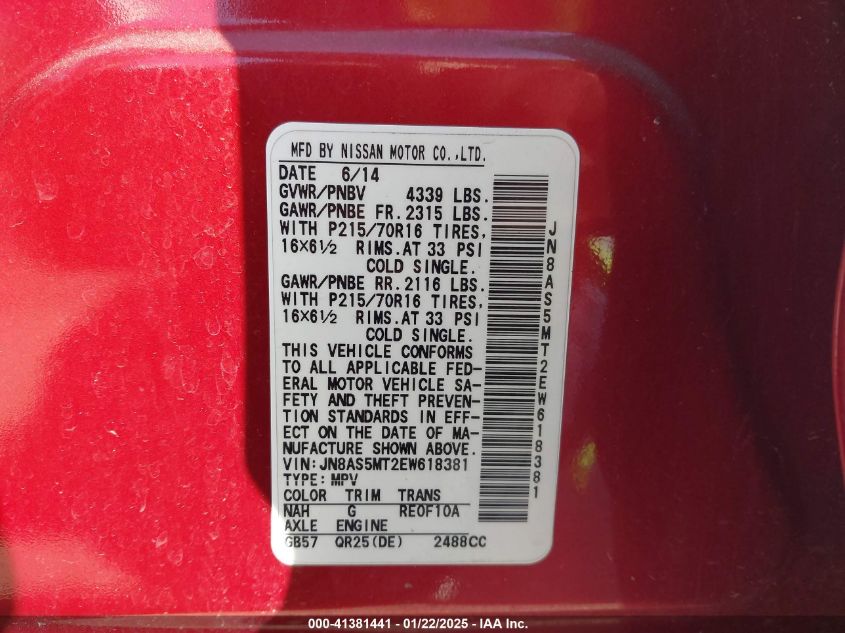 MFD BY NISSAN MOTOR CO.,LTD.
DATE 6/14
GVWR/PNBV 4339 LBS.
GAWR/PNBE FR. 2315 LBS.
WITH P215/70R16 TIRES,
16×6½ RIMS.AT 33 PSI
COLD SINGLE.
GAWR/PNBE RR. 2116 LBS.
WITH P215/70R16 TIRES,
16×6½ RIMS.AT 33 PSI
COLD SINGLE.
THIS VEHICLE CONFORMS
TO ALL APPLICABLE FED-
ERAL MOTOR VEHICLE SA-
FETY AND THEFT PREVEN-
TION STANDARDS IN EFF-
ECT ON THE DATE OF MA-
NUFACTURE SHOWN ABOVE.
VIN:JN8AS5MT2EW618381
TYPE: MPV
COLOR TRIM TRANS
NAH G RE0F10A
AXLE ENGINE
GB57 QR25(DE) 2488CC
JN8AS5MT2EW618381
000-41381441 - 01/22/2025 - IAA Inc.